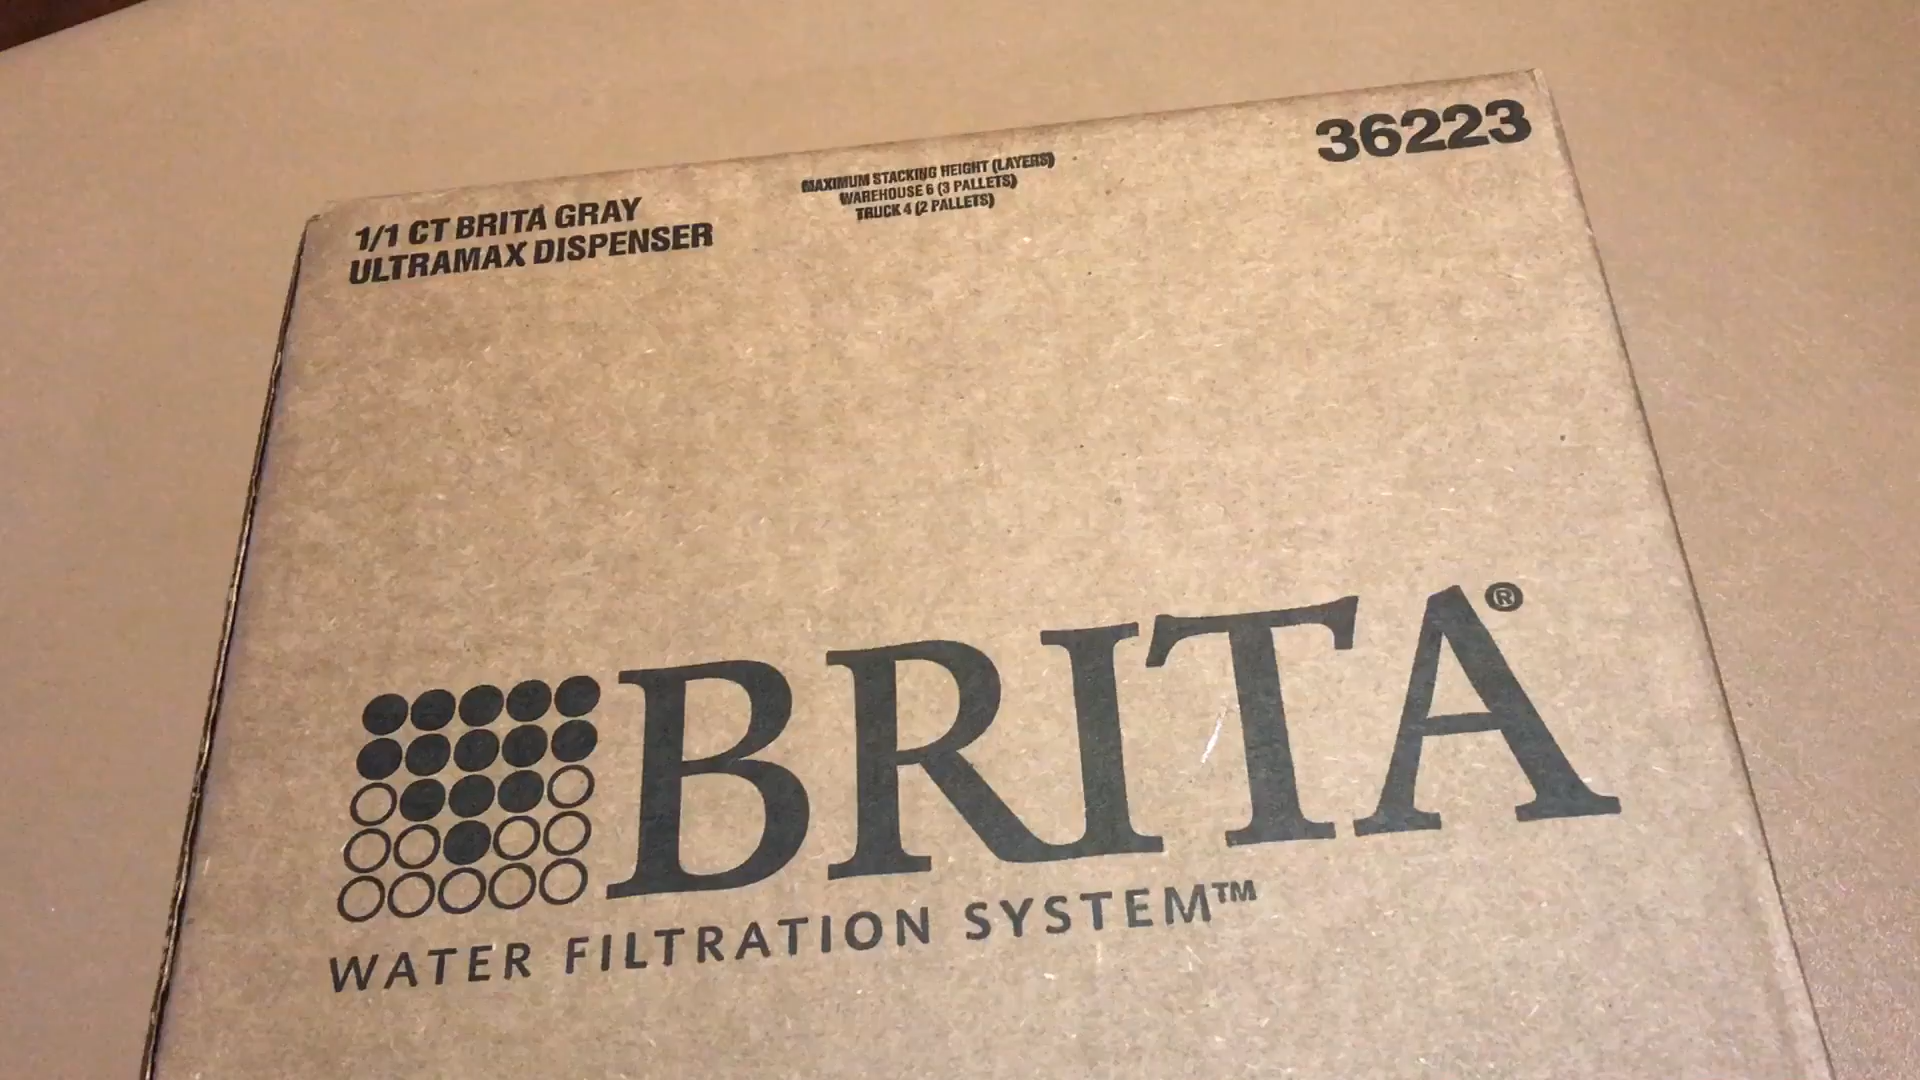 1/1 CT BRITA GRAY
ULTRAMAX DISPENSER
MAXIMUM STACKING HEIGHT (LAYERS)
WAREHOUSE 6 (3 PALLETS)
TRUCK 4 (2 PALLETS)
36223
BRITA®
WATER FILTRATION SYSTEM™